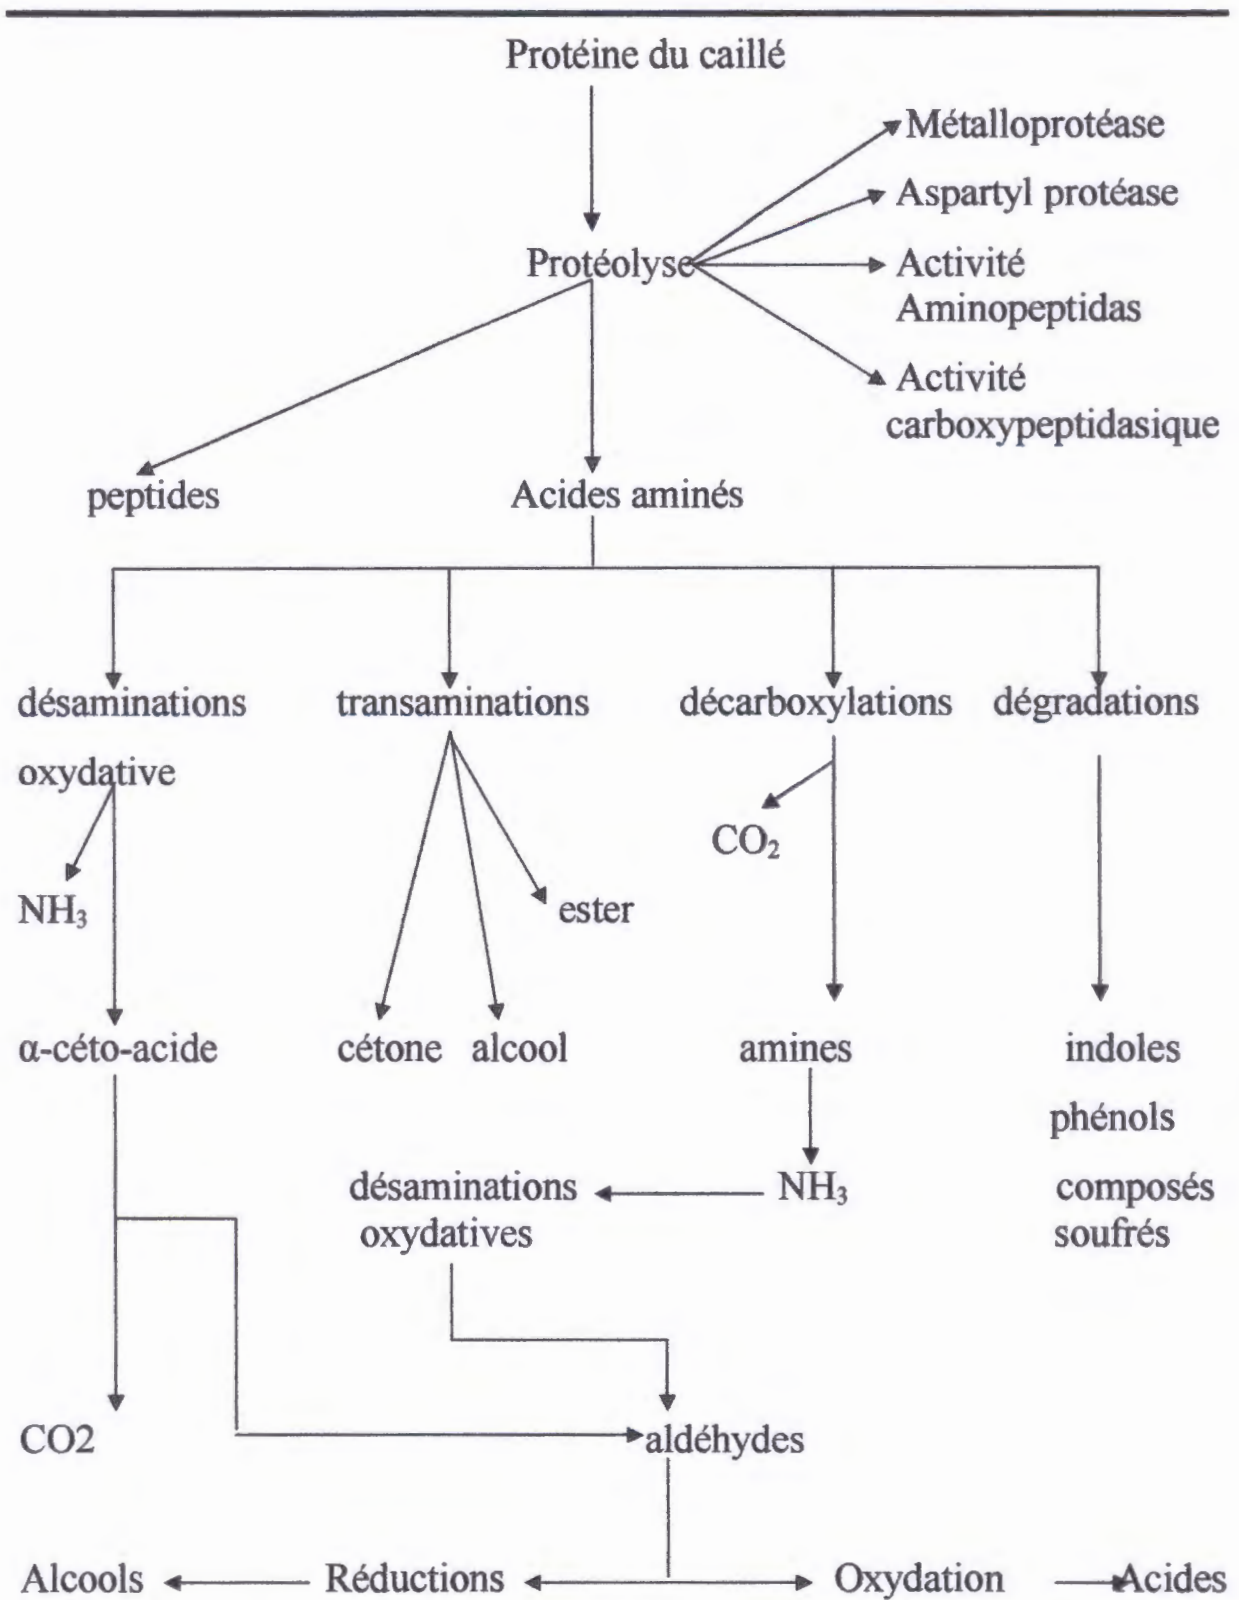 Protéine du caillé
Métalloprotéase
Aspartyl protéase
Protéolyse
Activité
Aminopeptidas
Activité
carboxypeptidasique
peptides
Acides aminés
désaminations
oxydative
transaminations
décarboxylations
dégradations
CO₂
NH₃
ester
α-céto-acide
cétone
alcool
amines
indoles
phénols
désaminations
oxydatives
NH₃
composés
soufrés
CO2
aldéhydes
Alcools
Réductions
Oxydation
Acides